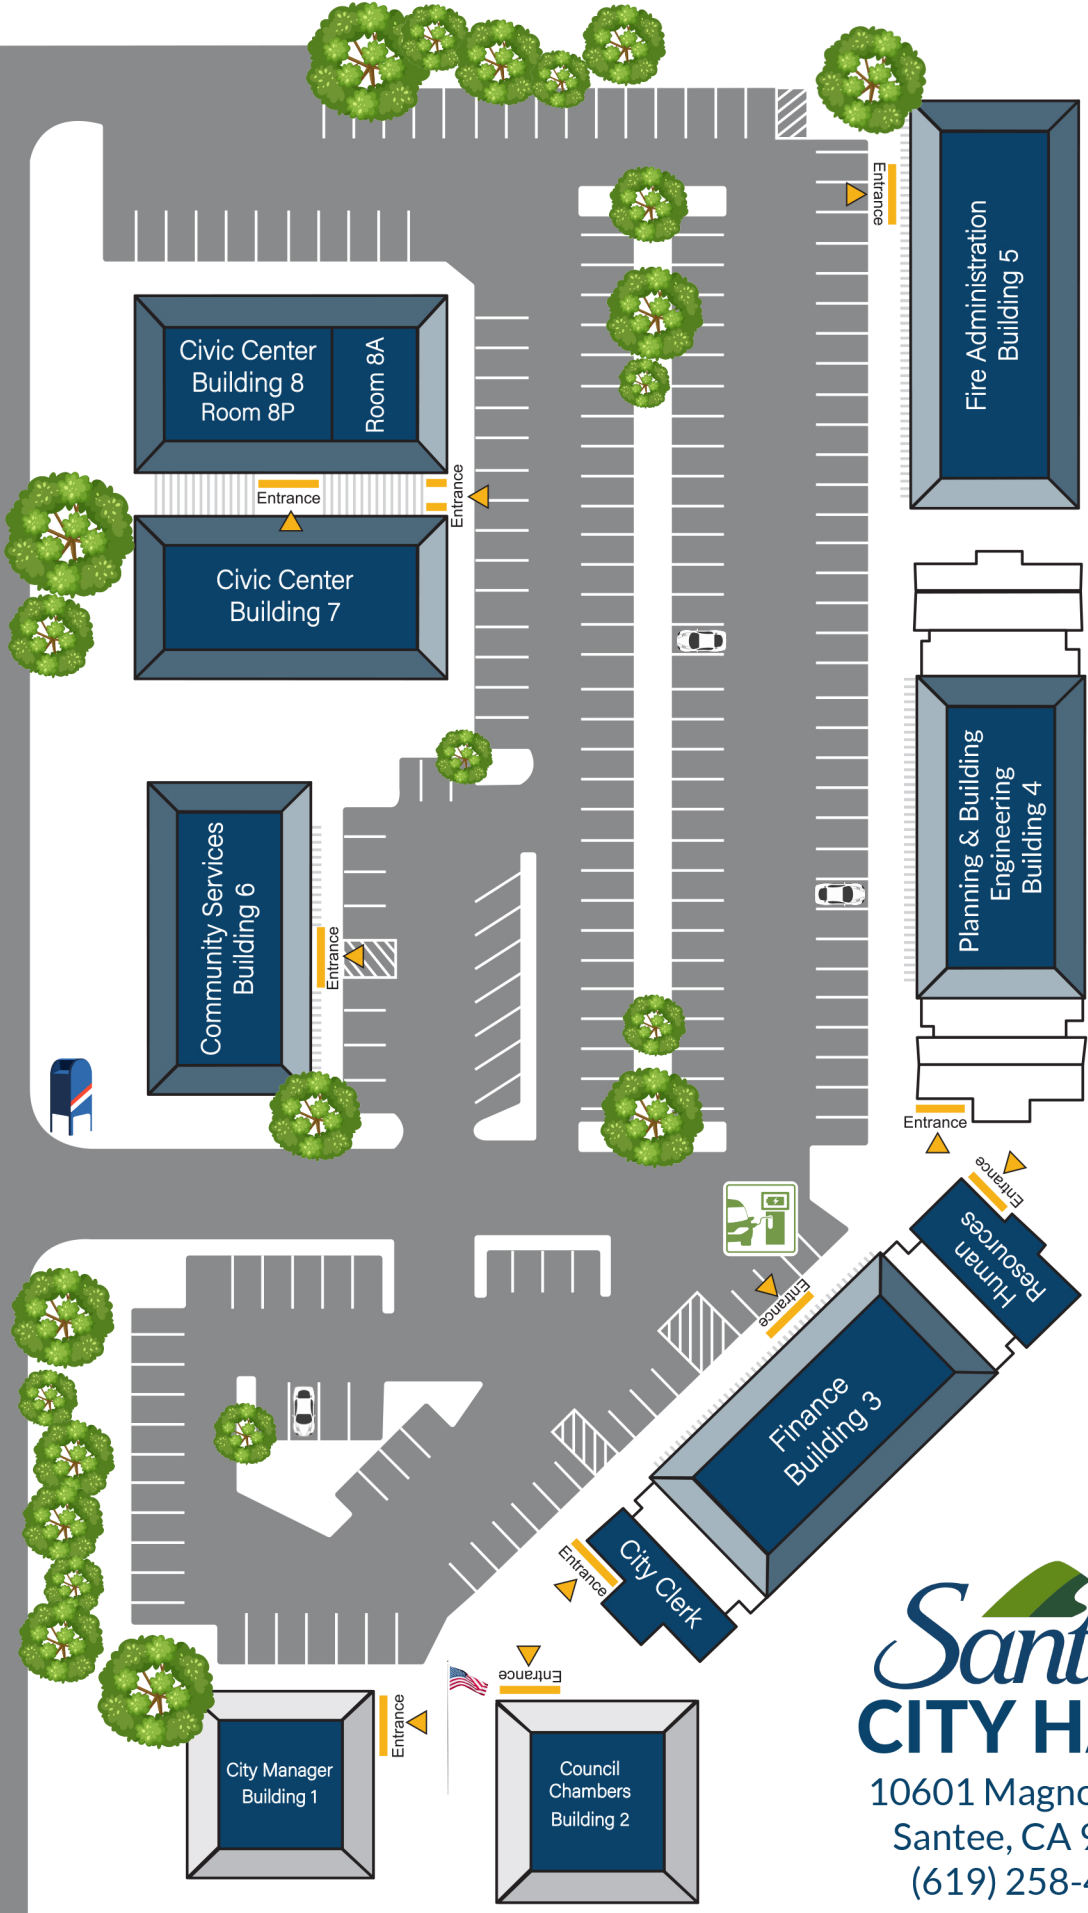 Entrance
Fire Administration
Building 5
Civic Center
Building 8
Room 8P
Room 8A
Entrance
Entrance
Civic Center
Building 7
Planning & Building
Engineering
Building 4
Community Services
Building 6
Entrance
Entrance
Entrance
Human
Resources
Entrance
Finance
Building 3
Entrance
City Clerk
Entrance
Entrance
City Manager
Building 1
Council
Chambers
Building 2
Sant
CITY H
10601 Magno
Santee, CA 9
(619) 258-4